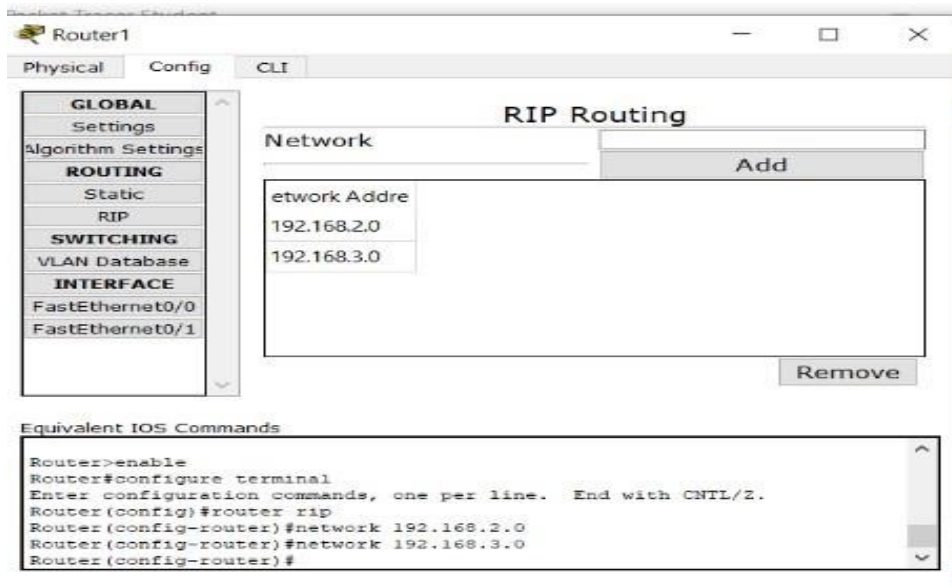 Router1
Physical Config CLI
GLOBAL
Settings
Algorithm Settings
ROUTING
Static
RIP
SWITCHING
VLAN Database
INTERFACE
FastEthernet0/0
FastEthernet0/1
RIP Routing
Network
Add
etwork Addre
192.168.2.0
192.168.3.0
Remove
Equivalent IOS Commands
Router>enable
Router#configure terminal
Enter configuration commands, one per line.  End with CNTL/Z.
Router(config)#router rip
Router(config-router)#network 192.168.2.0
Router(config-router)#network 192.168.3.0
Router(config-router)#